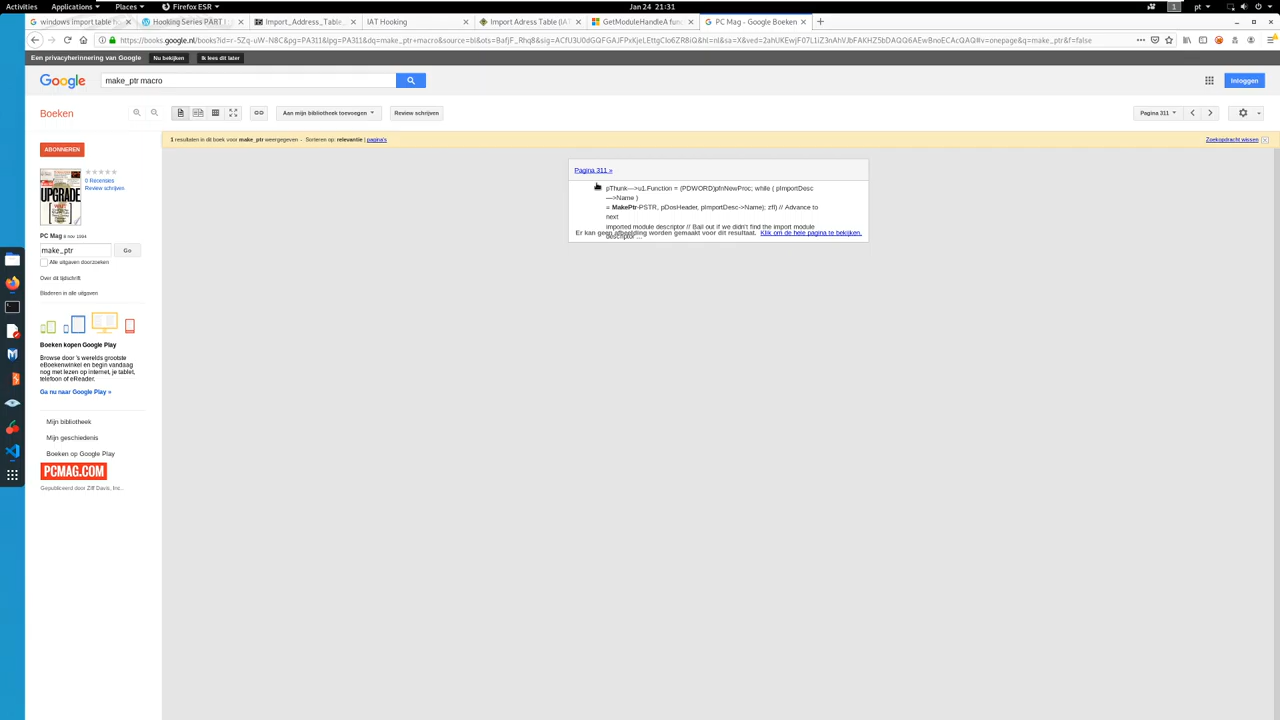 Activities
Applications
Places
Firefox ESR
Jan 24 21:31
1
pt
windows import table ho
Hooking Series PART I :
Import_Address_Table_
IAT Hooking
Import Adress Table (IAT
GetModuleHandleA fun
PC Mag - Google Boeken
Een privacyherinnering van Google
Nu bekijken
Ik lees dit later
Google
make_ptr macro
Inloggen
Boeken
Aan mijn bibliotheek toevoegen
Review schrijven
Pagina 311
1 resultaten in dit boek voor make_ptr weergegeven - Sorteren op: relevantie | pagina's
Zoekopdracht wissen
ABONNEREN
UPGRADE
0 Recensies
Review schrijven
PC Mag 8 nov 1994
make_ptr
Go
Alle uitgaven doorzoeken
Over dit tijdschrift
Bladeren in alle uitgaven
Boeken kopen Google Play
Browse door 's werelds grootste
eBoekenwinkel en begin vandaag
nog met lezen op internet, je tablet,
telefoon of eReader.
Ga nu naar Google Play »
Mijn bibliotheek
Mijn geschiedenis
Boeken op Google Play
PCMAG.COM
Gepubliceerd door Ziff Davis, Inc..
Pagina 311 »
pThunk—>u1.Function = (PDWORD)pfnNewProc; while ( pImportDesc
—>Name )
= MakePtr-PSTR, pDosHeader, pImportDesc->Name); zfl) // Advance to
next
imported module descriptor // Bail out if we didn't find the import module
descriptor ...
Er kan geen afbeelding worden gemaakt voor dit resultaat. Klik om de hele pagina te bekijken.